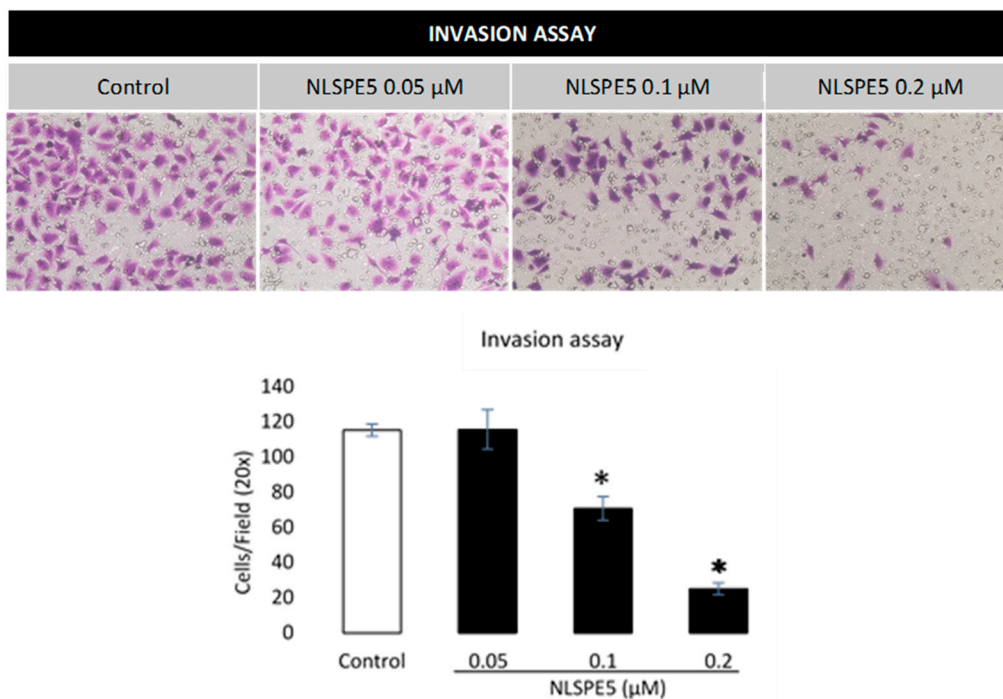 INVASION ASSAY
Control NLSPE5 0.05 µM NLSPE5 0.1 µM NLSPE5 0.2 µM
Invasion assay
Cells/Field (20x)
140
120
100
80
60
40
20
0
*
*
Control 0.05 0.1 0.2
NLSPE5 (µM)